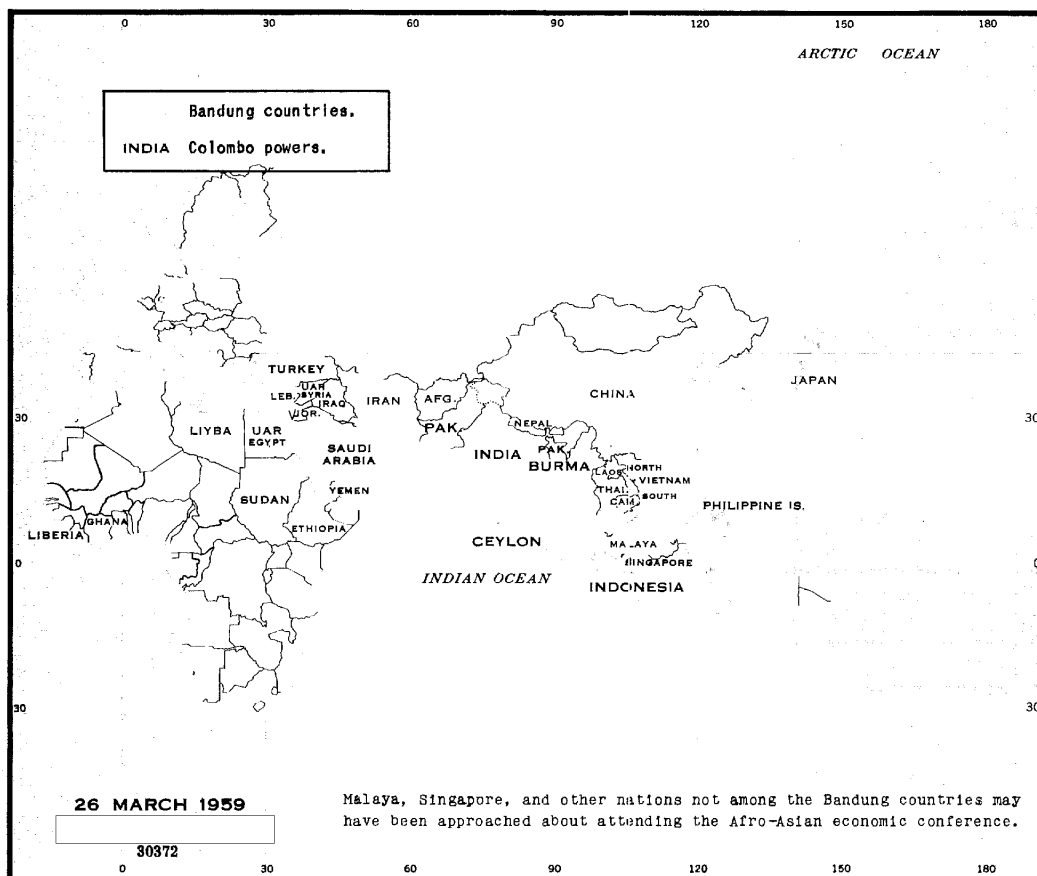 0 30 60 90 120 150 180
ARCTIC OCEAN
Bandung countries.
INDIA Colombo powers.
TURKEY
UAR
SYRIA
LEB.
IRAQ
JOR.
IRAN
AFG.
CHINA
JAPAN
30
LIYBA
UAR
EGYPT
PAK.
NEPAL
30
SAUDI
ARABIA
INDIA
PAK.
BURMA
LAOS
NORTH
VIETNAM
SUDAN
YEMEN
THAI.
CAM.
SOUTH
PHILIPPINE IS.
GHANA
LIBERIA
ETHIOPIA
CEYLON
MALAYA
SINGAPORE
0
0
INDIAN OCEAN
INDONESIA
30
30
26 MARCH 1959
30372
Malaya, Singapore, and other nations not among the Bandung countries may
have been approached about attending the Afro-Asian economic conference.
0 30 60 90 120 150 180